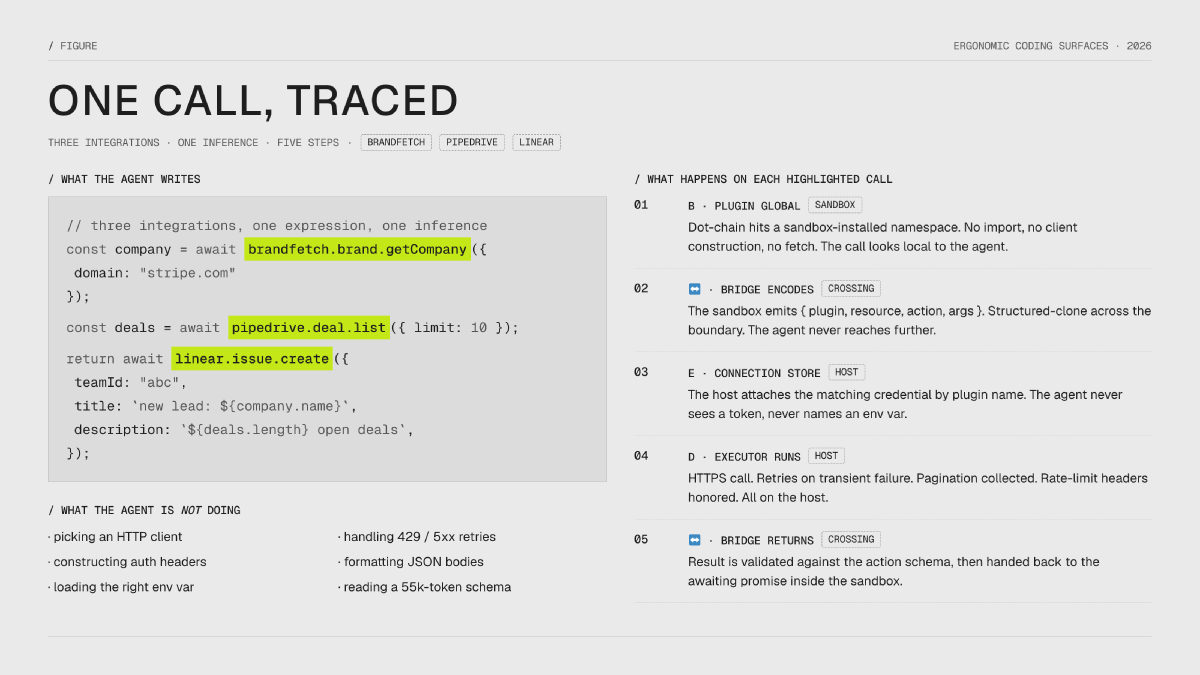 / FIGURE
ERGONOMIC CODING SURFACES · 2026
ONE CALL, TRACED
THREE INTEGRATIONS · ONE INFERENCE · FIVE STEPS · BRANDFETCH PIPEDRIVE LINEAR
/ WHAT THE AGENT WRITES
// three integrations, one expression, one inference
const company = await brandfetch.brand.getCompany({
domain: "stripe.com"
});
const deals = await pipedrive.deal.list({ limit: 10 });
return await linear.issue.create({
teamId: "abc",
title: `new lead: ${company.name}`,
description: `${deals.length} open deals`,
});
/ WHAT THE AGENT IS NOT DOING
· picking an HTTP client
· constructing auth headers
· loading the right env var
· handling 429 / 5xx retries
· formatting JSON bodies
· reading a 55k-token schema
/ WHAT HAPPENS ON EACH HIGHLIGHTED CALL
01 B · PLUGIN GLOBAL SANDBOX
Dot-chain hits a sandbox-installed namespace. No import, no client
construction, no fetch. The call looks local to the agent.
02 ↔️ · BRIDGE ENCODES CROSSING
The sandbox emits { plugin, resource, action, args }. Structured-clone across the
boundary. The agent never reaches further.
03 E · CONNECTION STORE HOST
The host attaches the matching credential by plugin name. The agent never
sees a token, never names an env var.
04 D · EXECUTOR RUNS HOST
HTTPS call. Retries on transient failure. Pagination collected. Rate-limit headers
honored. All on the host.
05 ↔️ · BRIDGE RETURNS CROSSING
Result is validated against the action schema, then handed back to the
awaiting promise inside the sandbox.